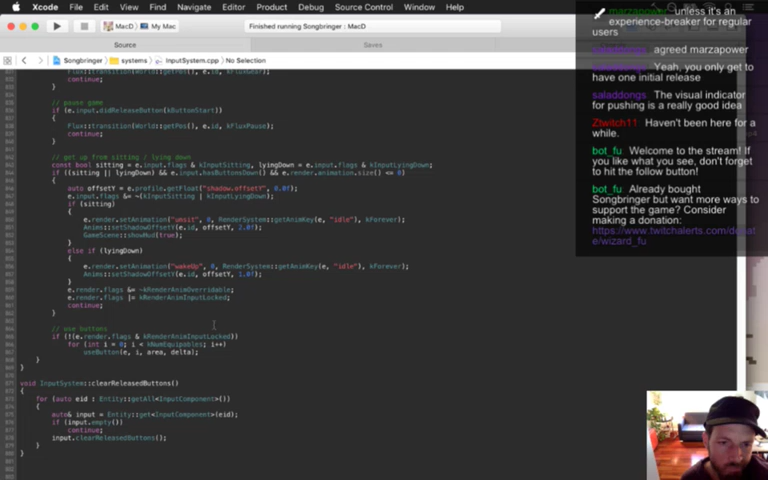 Xcode File Edit View Find Navigate Editor Product Debug Source Control Window Help
MacD My Mac
Finished running Songbringer : MacD
Source
Saves
Songbringer systems InputSystem.cpp No Selection
continue;
}
// pause game
if (e.input.didReleaseButton(kButtonStart)
{
Flux::transition(World::getPos(), e.id, kFluxPause);
continue;
}
// get up from sitting / lying down
const bool sitting = e.input.flags & kInputSitting, lyingDown = e.input.flags & kInputLyingDown;
if ((sitting || lyingDown) && e.input.hasButtonsDown() && e.render.animation.size() <= 0)
{
auto offsetY = e.profile.getFloat("shadow.offsetY", 0.0f);
e.input.flags &= ~(kInputSitting | kInputLyingDown);
if (sitting)
{
e.render.setAnimation("unsit", 0, RenderSystem::getAnimKey(e, "idle"), kForever);
Anims::setShadowOffsetY(e.id, offsetY, 2.0f);
GameScene::showHud(true);
}
else if (lyingDown)
{
e.render.setAnimation("wakeUp", 0, RenderSystem::getAnimKey(e, "idle"), kForever);
Anims::setShadowOffsetY(e.id, offsetY, 1.0f);
}
e.render.flags &= ~kRenderAnimOverridable;
e.render.flags |= kRenderAnimInputLocked;
continue;
}
// use buttons
if (!(e.render.flags & kRenderAnimInputLocked))
for (int i = 0; i < kNumEquipables; i++)
useButton(e, i, area, delta);
}
}
void InputSystem::clearReleasedButtons()
{
for (auto eid : Entity::getAll<InputComponent>())
{
auto& input = Entity::get<InputComponent>(eid);
if (input.empty())
continue;
input.clearReleasedButtons();
}
}
marzapower: unless it's an
experience-breaker for regular
users
agreed marzapower
Yeah, you only get to
have one initial release
saladdongs: The visual indicator
for pushing is a really good idea
Ztwitch11: Haven't been here for a
while.
bot_fu: Welcome to the stream! If
you like what you see, don't forget
to hit the follow button!
bot_fu: Already bought
Songbringer but want more ways to
support the game? Consider
making a donation:
https://www.twitchalerts.com/donat
e/wizard_fu